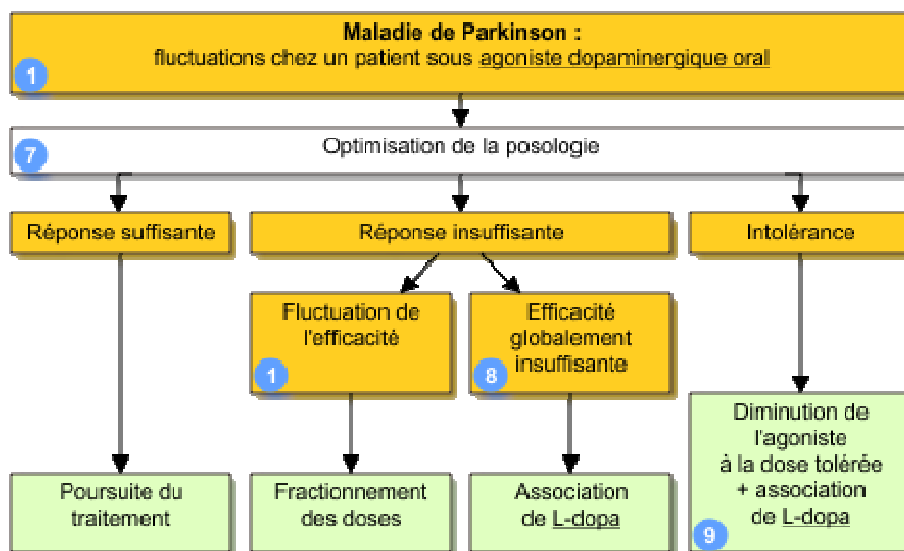 Maladie de Parkinson :
fluctuations chez un patient sous agoniste dopaminergique oral
1
Optimisation de la posologie
7
Réponse suffisante
Réponse insuffisante
Intolérance
Fluctuation de
l'efficacité
1
Efficacité
globalement
insuffisante
8
Poursuite du
traitement
Fractionnement
des doses
Association
de L-dopa
Diminution de
l'agoniste
à la dose tolérée
+ association
de L-dopa
9